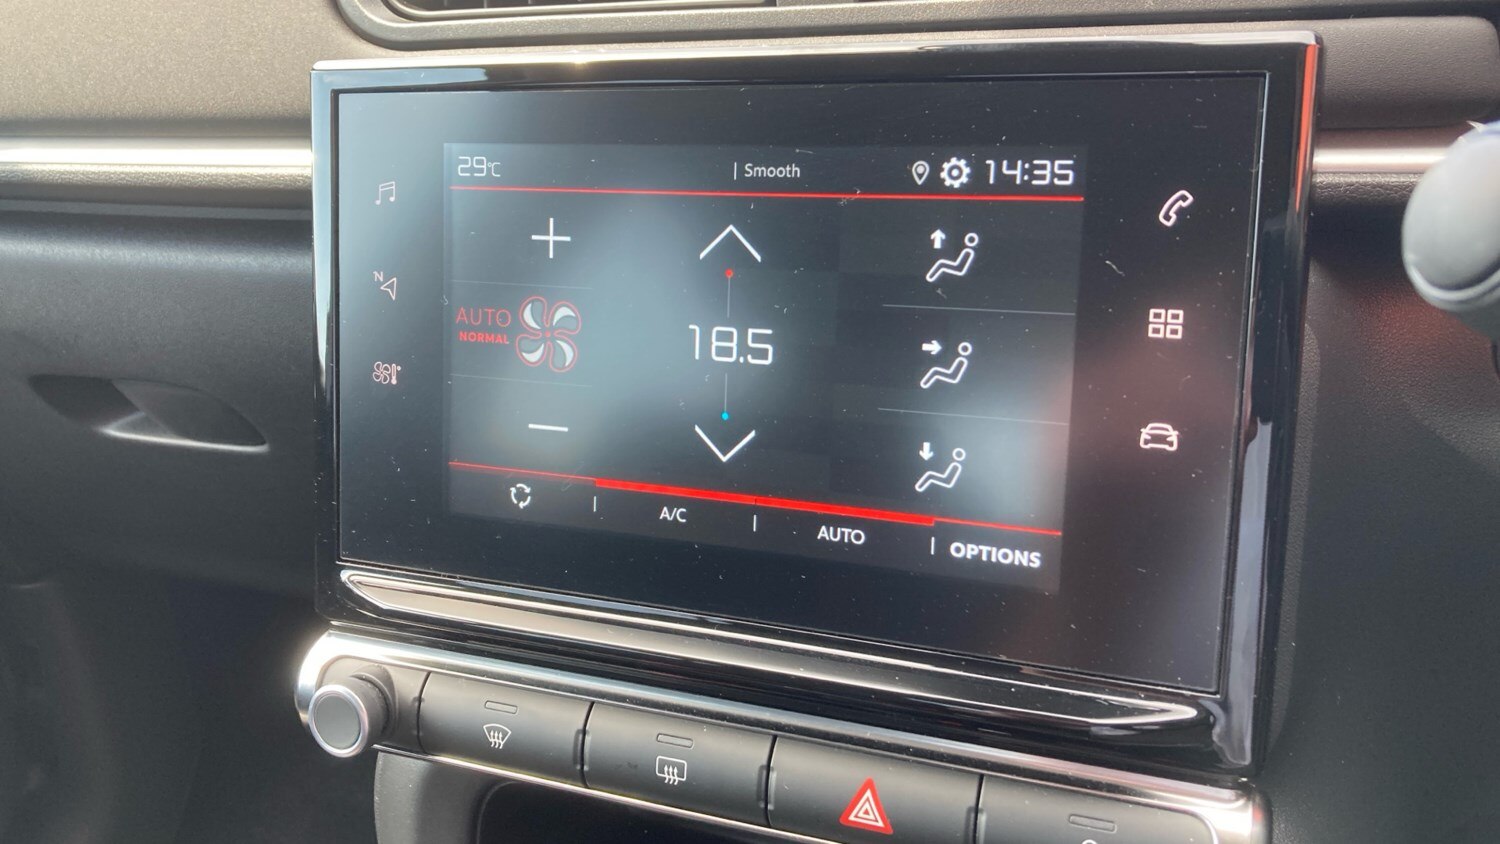 29°C
| Smooth
14:35
N
AUTO
NORMAL
18.5
A/C
AUTO
OPTIONS